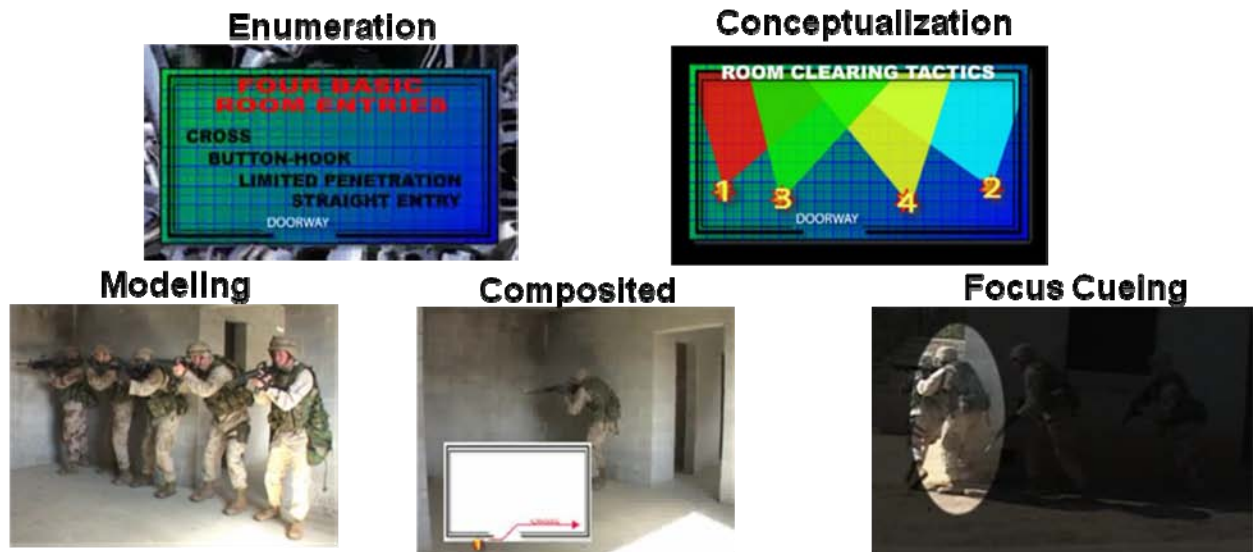 Enumeration
FOUR BASIC
ROOM ENTRIES
CROSS
BUTTON-HOOK
LIMITED PENETRATION
STRAIGHT ENTRY
DOORWAY
Conceptualization
ROOM CLEARING TACTICS
1
3
4
2
DOORWAY
Modeling
Composited
CROSS
Focus Cueing